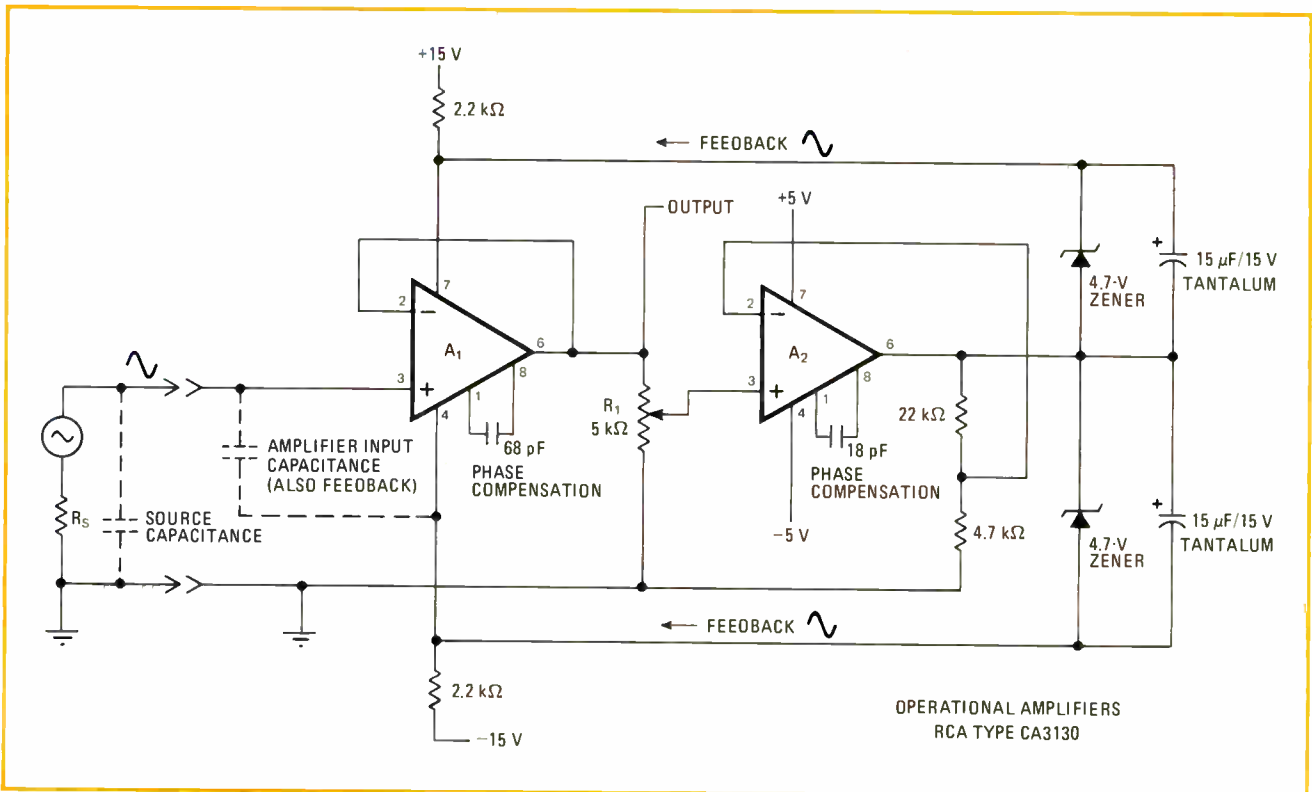 +15 V
2.2 kΩ
← FEEOBACK
+5 V
OUTPUT
7
2
−
A₁
6
8
3
+
1
4
68 pF
PHASE
COMPENSATION
R₁
5 kΩ
7
2
−
A₂
6
8
3
+
1
4
18 pF
PHASE
COMPENSATION
−5 V
22 kΩ
4.7 kΩ
4.7-V
ZENER
+
15 μF/15 V
TANTALUM
4.7-V
ZENER
+
15 μF/15 V
TANTALUM
AMPLIFIER INPUT
CAPACITANCE
(ALSO FEEDBACK)
RS
SOURCE
CAPACITANCE
← FEEOBACK
2.2 kΩ
−15 V
OPERATIONAL AMPLIFIERS
RCA TYPE CA3130